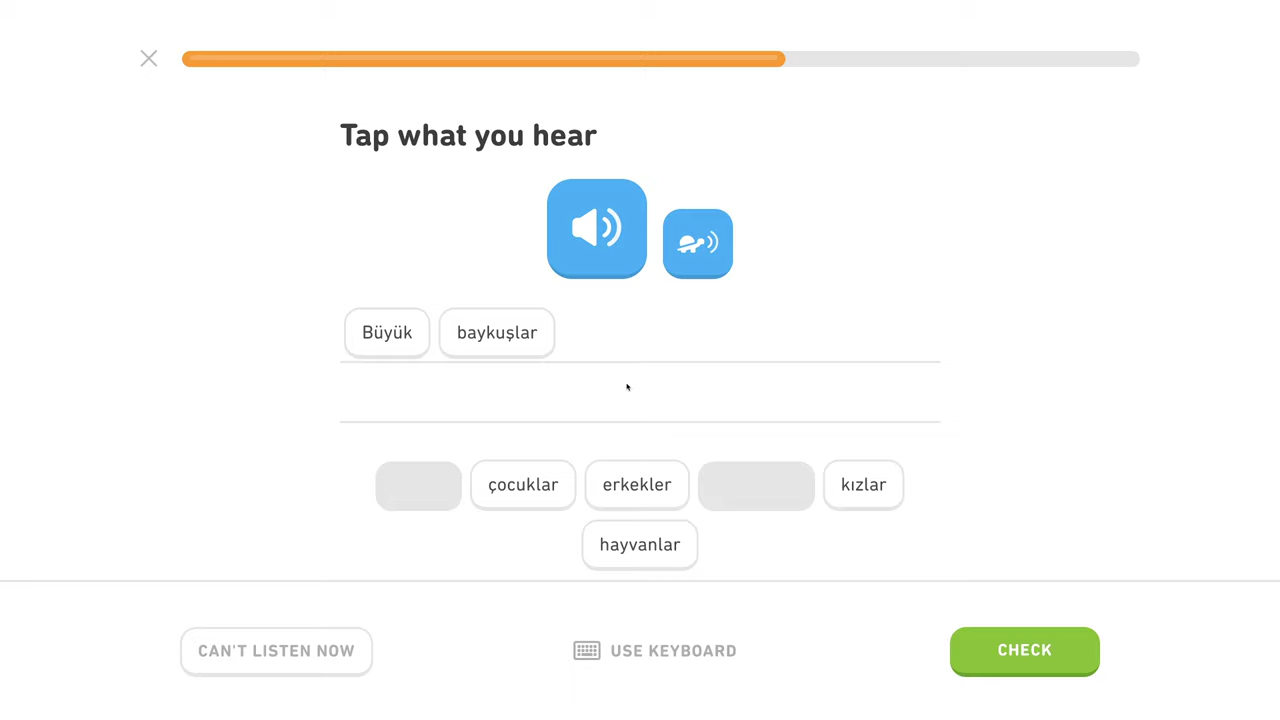 Tap what you hear
Büyük baykuşlar
çocuklar erkekler kızlar
hayvanlar
CAN'T LISTEN NOW USE KEYBOARD CHECK